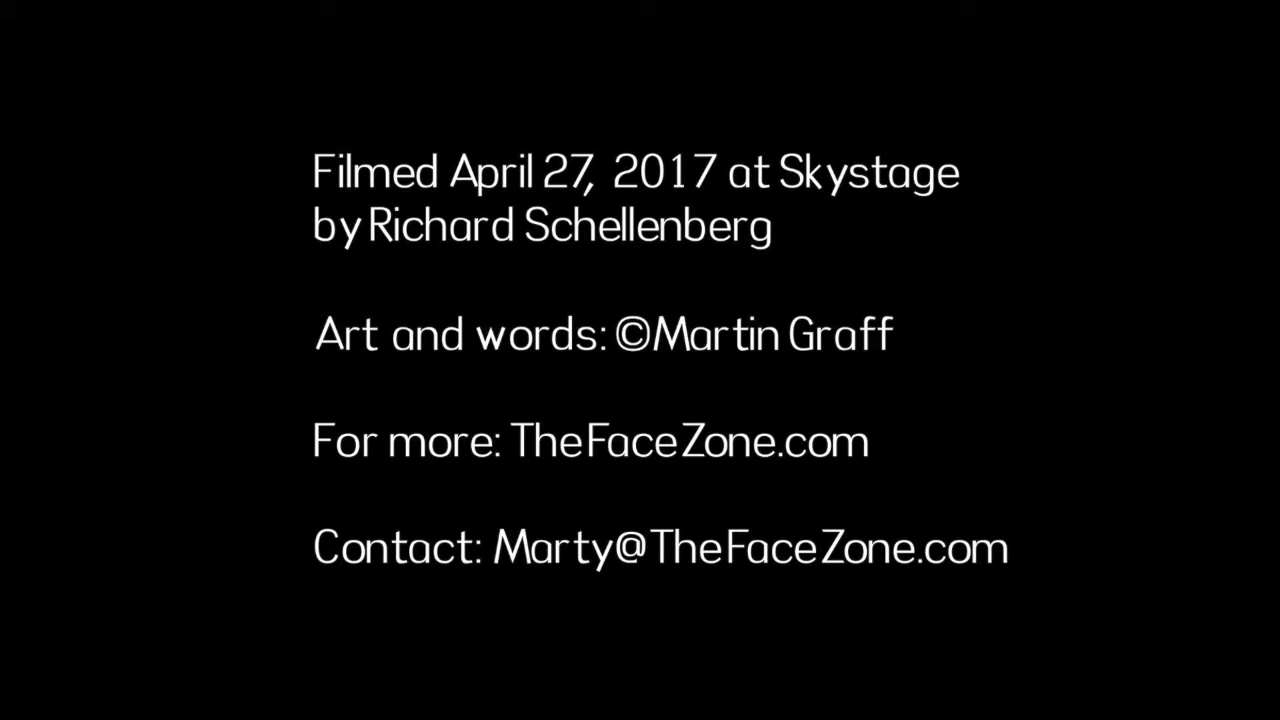 Filmed April 27, 2017 at Skystage
by Richard Schellenberg
Art and words: ©Martin Graff
For more: TheFaceZone.com
Contact: Marty@TheFaceZone.com